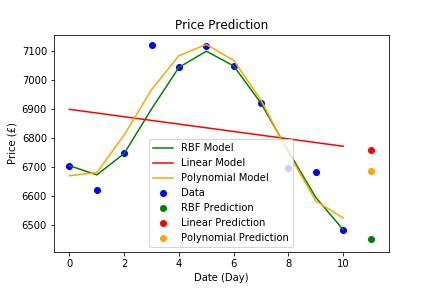 Price Prediction
7100
7000
6900
6800
6700
6600
6500
Price (£)
RBF Model
Linear Model
Polynomial Model
Data
RBF Prediction
Linear Prediction
Polynomial Prediction
0 2 4 6 8 10
Date (Day)